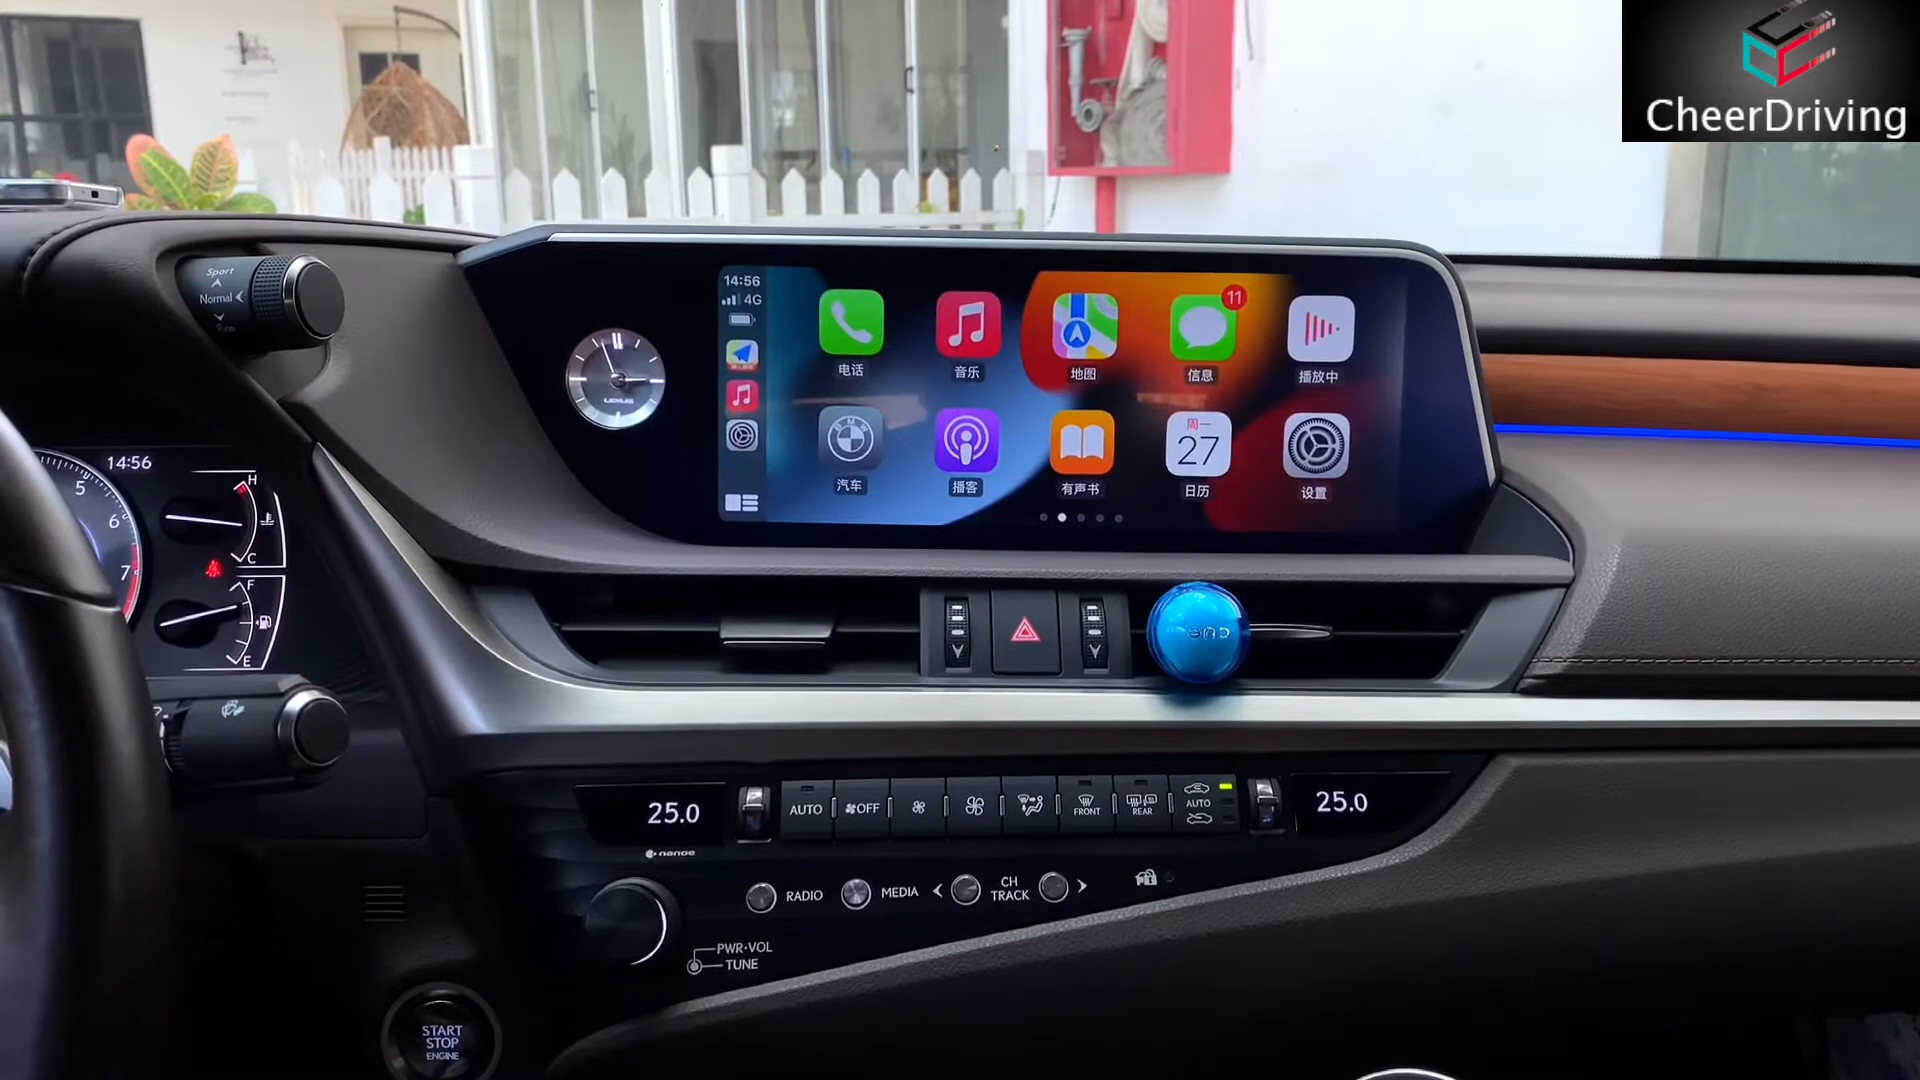 CheerDriving
Sport
Normal
Eco
14:56
4G
11
电话
音乐
地图
信息
播放中
周一
27
汽车
播客
有声书
日历
设置
BMW
LEXUS
14:56
5
6
7
H
C
F
E
25.0
AUTO
OFF
FRONT
REAR
AUTO
25.0
nanoe
RADIO
MEDIA
CH
TRACK
PWR·VOL
TUNE
START
STOP
ENGINE